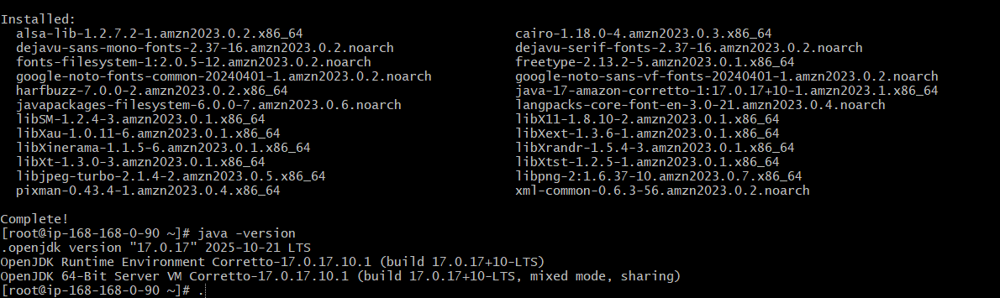 Installed:
  alsa-lib-1.2.7.2-1.amzn2023.0.2.x86_64                            cairo-1.18.0-4.amzn2023.0.3.x86_64
  dejavu-sans-mono-fonts-2.37-16.amzn2023.0.2.noarch                dejavu-serif-fonts-2.37-16.amzn2023.0.2.noarch
  fonts-filesystem-1:2.0.5-12.amzn2023.0.2.noarch                   freetype-2.13.2-5.amzn2023.0.1.x86_64
  google-noto-fonts-common-20240401-1.amzn2023.0.2.noarch           google-noto-sans-vf-fonts-20240401-1.amzn2023.0.2.noarch
  harfbuzz-7.0.0-2.amzn2023.0.2.x86_64                              java-17-amazon-corretto-1:17.0.17+10-1.amzn2023.1.x86_64
  javapackages-filesystem-6.0.0-7.amzn2023.0.6.noarch               langpacks-core-font-en-3.0-21.amzn2023.0.4.noarch
  libSM-1.2.4-3.amzn2023.0.1.x86_64                                 libX11-1.8.10-2.amzn2023.0.1.x86_64
  libXau-1.0.11-6.amzn2023.0.1.x86_64                               libXext-1.3.6-1.amzn2023.0.1.x86_64
  libXinerama-1.1.5-6.amzn2023.0.1.x86_64                           libXrandr-1.5.4-3.amzn2023.0.1.x86_64
  libXt-1.3.0-3.amzn2023.0.1.x86_64                                 libXtst-1.2.5-1.amzn2023.0.1.x86_64
  libjpeg-turbo-2.1.4-2.amzn2023.0.5.x86_64                         libpng-2:1.6.37-10.amzn2023.0.7.x86_64
  pixman-0.43.4-1.amzn2023.0.4.x86_64                               xml-common-0.6.3-56.amzn2023.0.2.noarch
Complete!
[root@ip-168-168-0-90 ~]# java -version
.openjdk version "17.0.17" 2025-10-21 LTS
OpenJDK Runtime Environment Corretto-17.0.17.10.1 (build 17.0.17+10-LTS)
OpenJDK 64-Bit Server VM Corretto-17.0.17.10.1 (build 17.0.17+10-LTS, mixed mode, sharing)
[root@ip-168-168-0-90 ~]# .